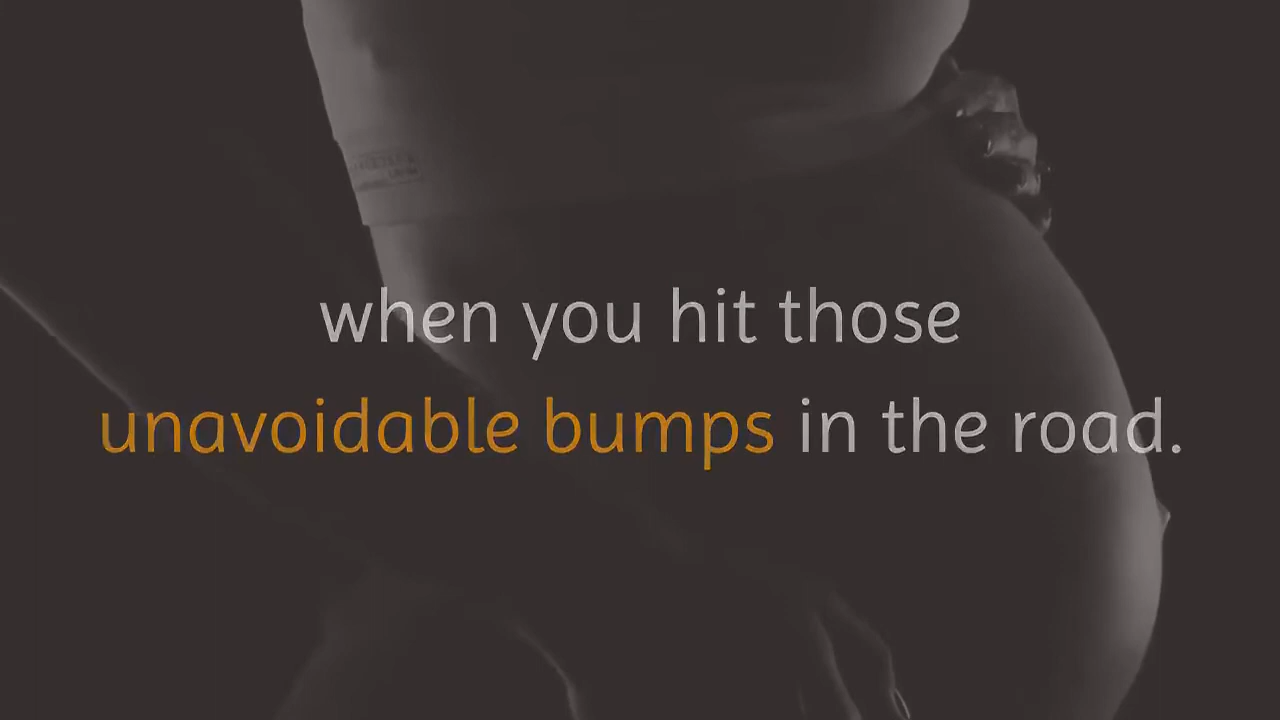 when you hit those
unavoidable bumps in the road.